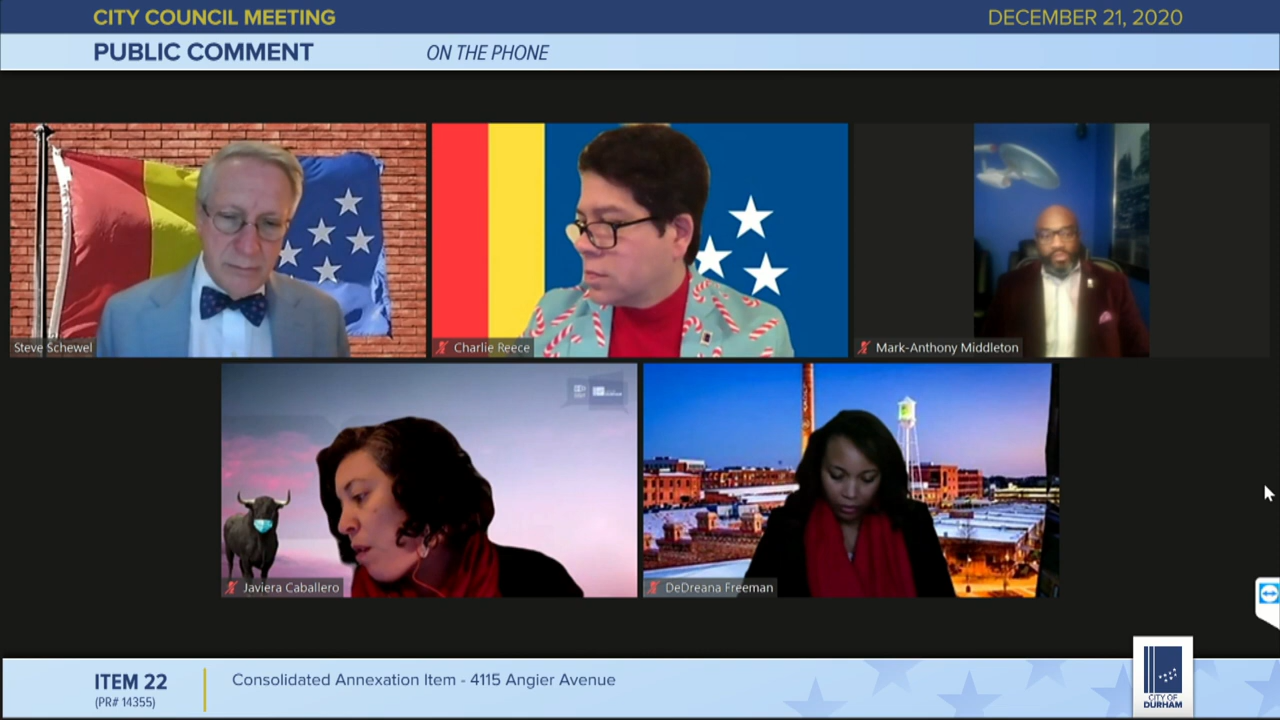 CITY COUNCIL MEETING
DECEMBER 21, 2020
PUBLIC COMMENT
ON THE PHONE
Steve Schewel
Charlie Reece
Mark-Anthony Middleton
Javiera Caballero
DeDreana Freeman
ITEM 22
(PR# 14355)
Consolidated Annexation Item - 4115 Angier Avenue
CITY OF
DURHAM